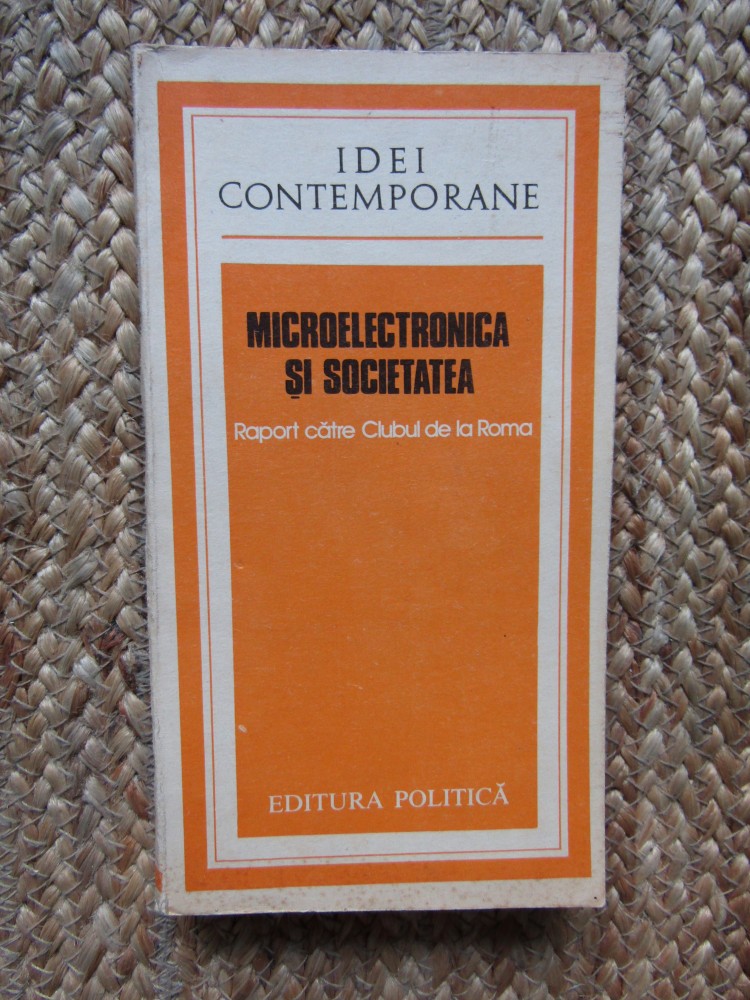 IDEI
CONTEMPORANE
MICROELECTRONICA
ȘI SOCIETATEA
Raport către Clubul de la Roma
EDITURA POLITICĂ